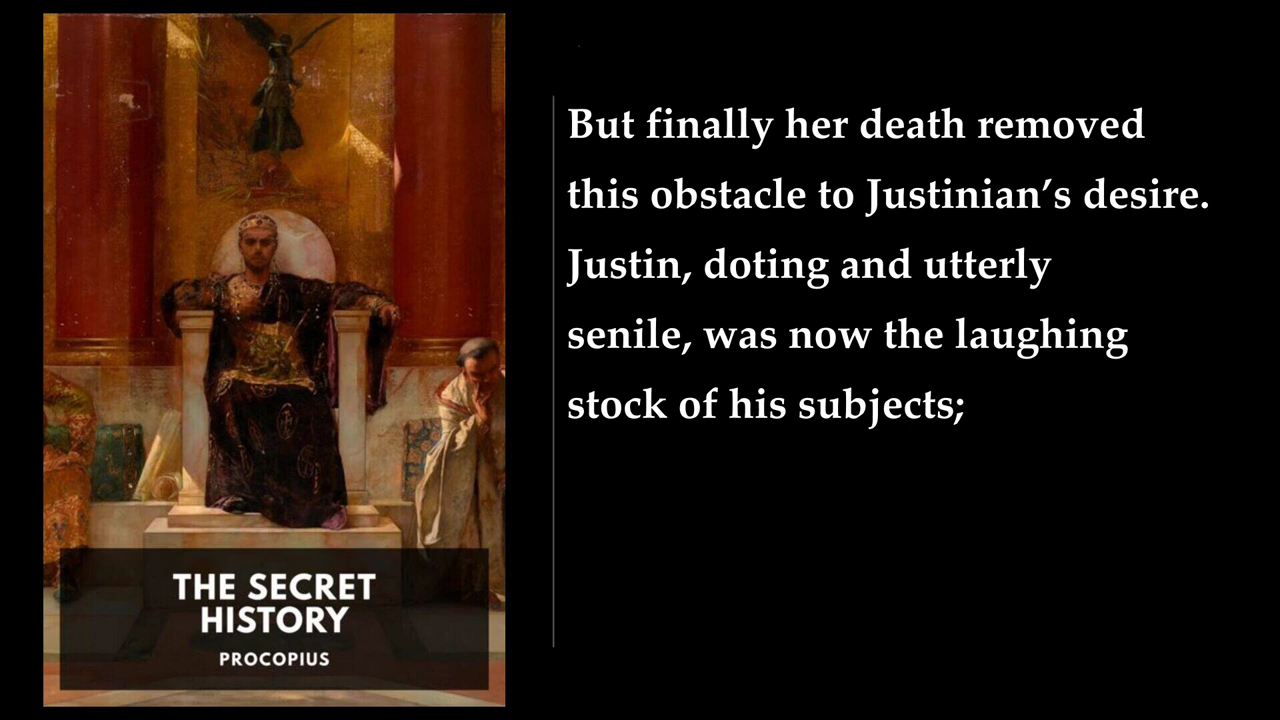 THE SECRET
HISTORY
PROCOPIUS
But finally her death removed
this obstacle to Justinian’s desire.
Justin, doting and utterly
senile, was now the laughing
stock of his subjects;